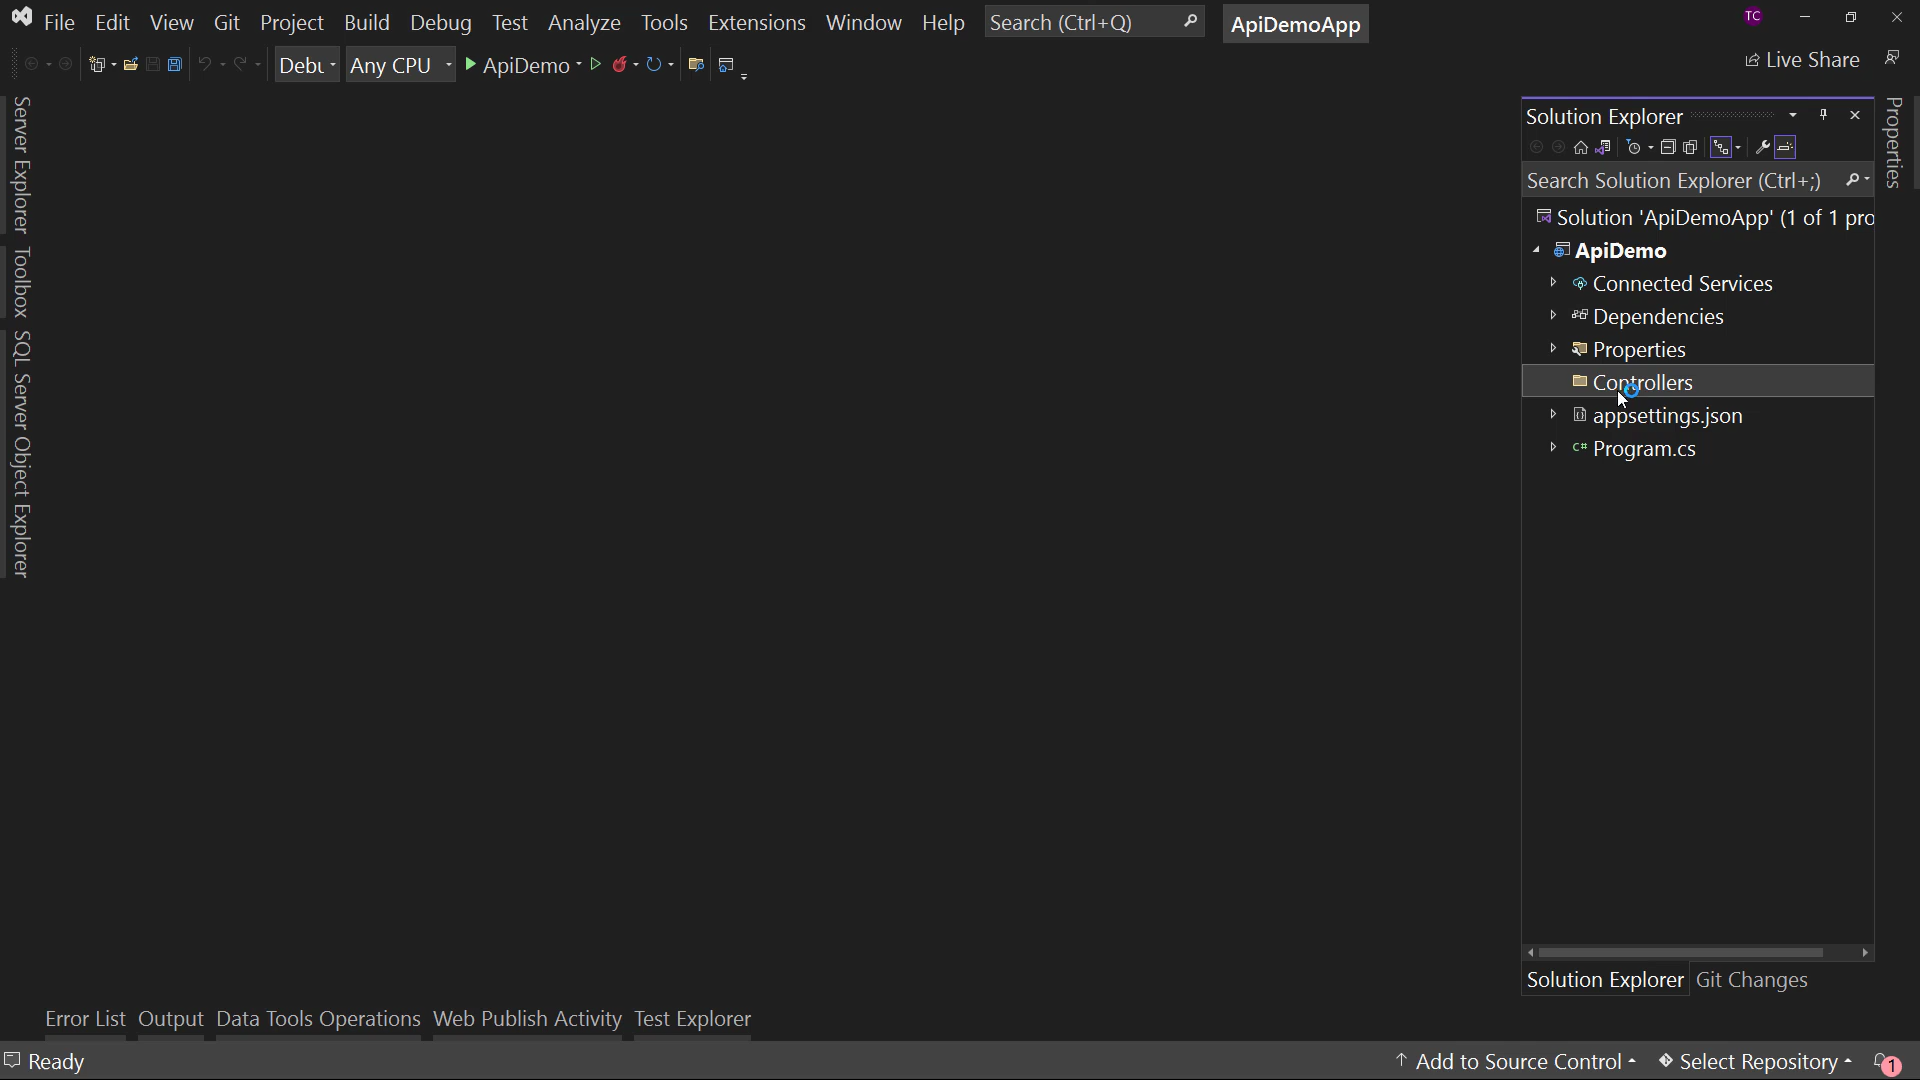 File Edit View Git Project Build Debug Test Analyze Tools Extensions Window Help Search (Ctrl+Q) ApiDemoApp TC
Debu Any CPU ApiDemo Live Share
Server Explorer
Toolbox
SQL Server Object Explorer
Solution Explorer
Search Solution Explorer (Ctrl+;)
Solution 'ApiDemoApp' (1 of 1 pro
ApiDemo
Connected Services
Dependencies
Properties
Controllers
appsettings.json
C# Program.cs
Properties
Solution Explorer Git Changes
Error List Output Data Tools Operations Web Publish Activity Test Explorer
Ready Add to Source Control Select Repository 1